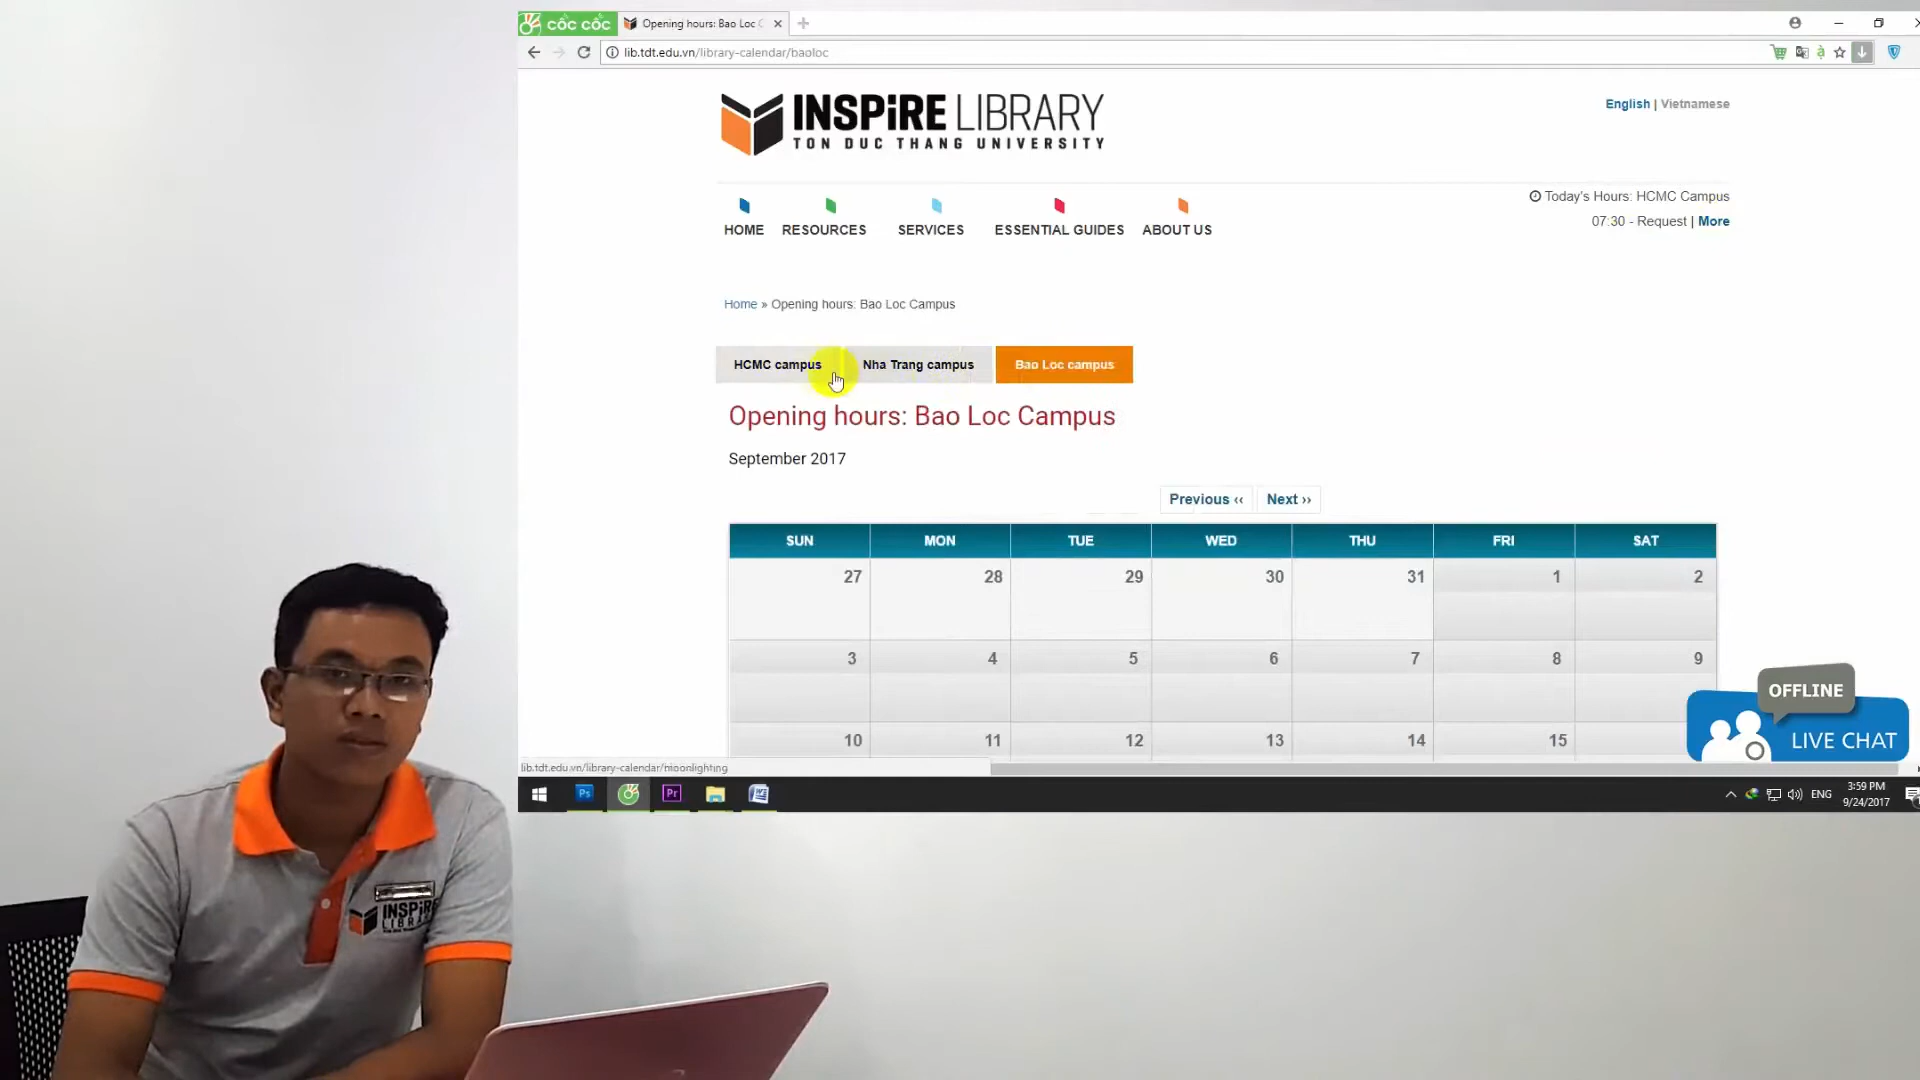 cốc cốc
Opening hours: Bao Loc C
lib.tdt.edu.vn/library-calendar/baoloc
INSPiRE LIBRARY
TON DUC THANG UNIVERSITY
English | Vietnamese
Today's Hours: HCMC Campus
07:30 - Request | More
HOME RESOURCES SERVICES ESSENTIAL GUIDES ABOUT US
Home » Opening hours: Bao Loc Campus
HCMC campus Nha Trang campus Bao Loc campus
Opening hours: Bao Loc Campus
September 2017
Previous ‹‹ Next ››
SUN MON TUE WED THU FRI SAT
27 28 29 30 31 1 2
3 4 5 6 7 8 9
10 11 12 13 14 15
OFFLINE
LIVE CHAT
lib.tdt.edu.vn/library-calendar/moonlighting
Ps Pr
ENG
3:59 PM
9/24/2017
INSPiRE
LIBRARY